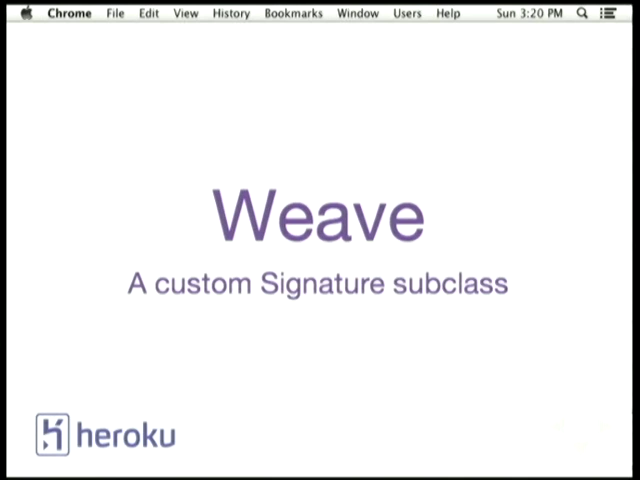 Chrome File Edit View History Bookmarks Window Users Help Sun 3:20 PM
Weave
A custom Signature subclass
heroku